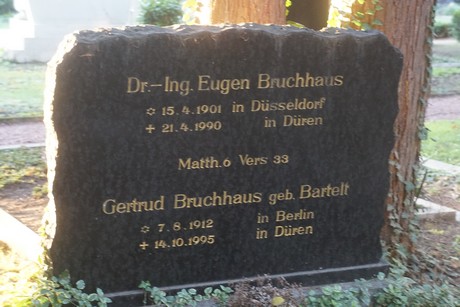 Dr.-Ing. Eugen Bruchhaus
✡ 15.4.1901 in Düsseldorf
+ 21.4.1990 in Düren
Matth.6 Vers 33
Gertrud Bruchhaus geb. Bartelt
✡ 7.8.1912 in Berlin
+ 14.10.1995 in Düren